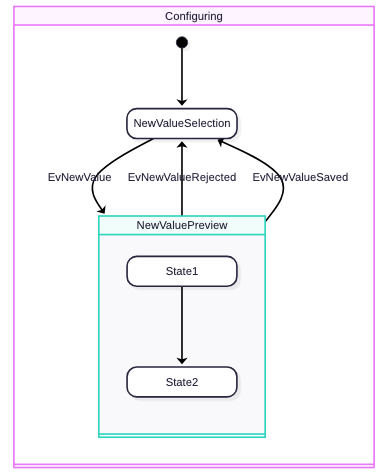 Configuring
NewValueSelection
EvNewValue
EvNewValueRejected
EvNewValueSaved
NewValuePreview
State1
State2